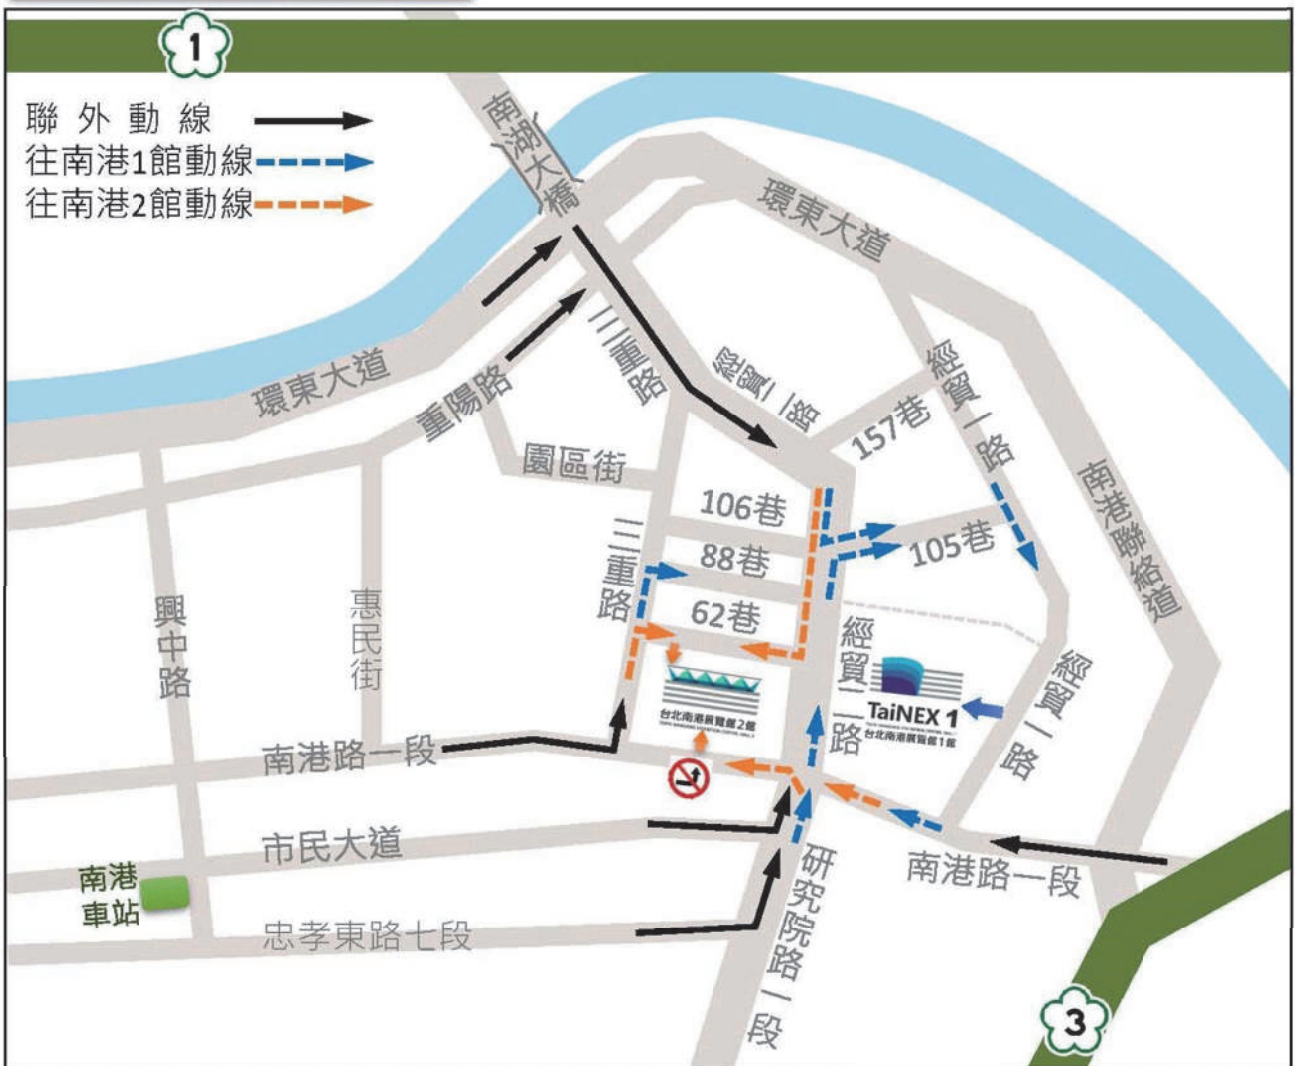 1
聯外動線
往南港1館動線
往南港2館動線
南湖大橋
環東大道
環東大道
重陽路
三重路
經貿二路
經貿一路
157巷
園區街
106巷
105巷
88巷
三重路
62巷
南港聯絡道
興中路
惠民街
經貿二路
經貿一路
台北南港展覽館2館
TaiNEX 1
台北南港展覽館1館
南港路一段
市民大道
南港路一段
南港
車站
忠孝東路七段
研究院路一段
3